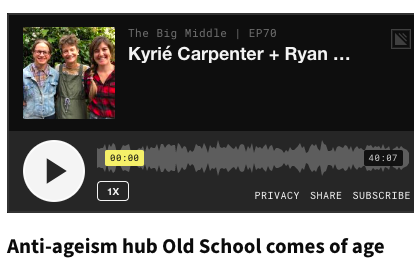 The Big Middle | EP70
Kyrié Carpenter + Ryan ...
00:00
40:07
1X
PRIVACY SHARE SUBSCRIBE
Anti-ageism hub Old School comes of age